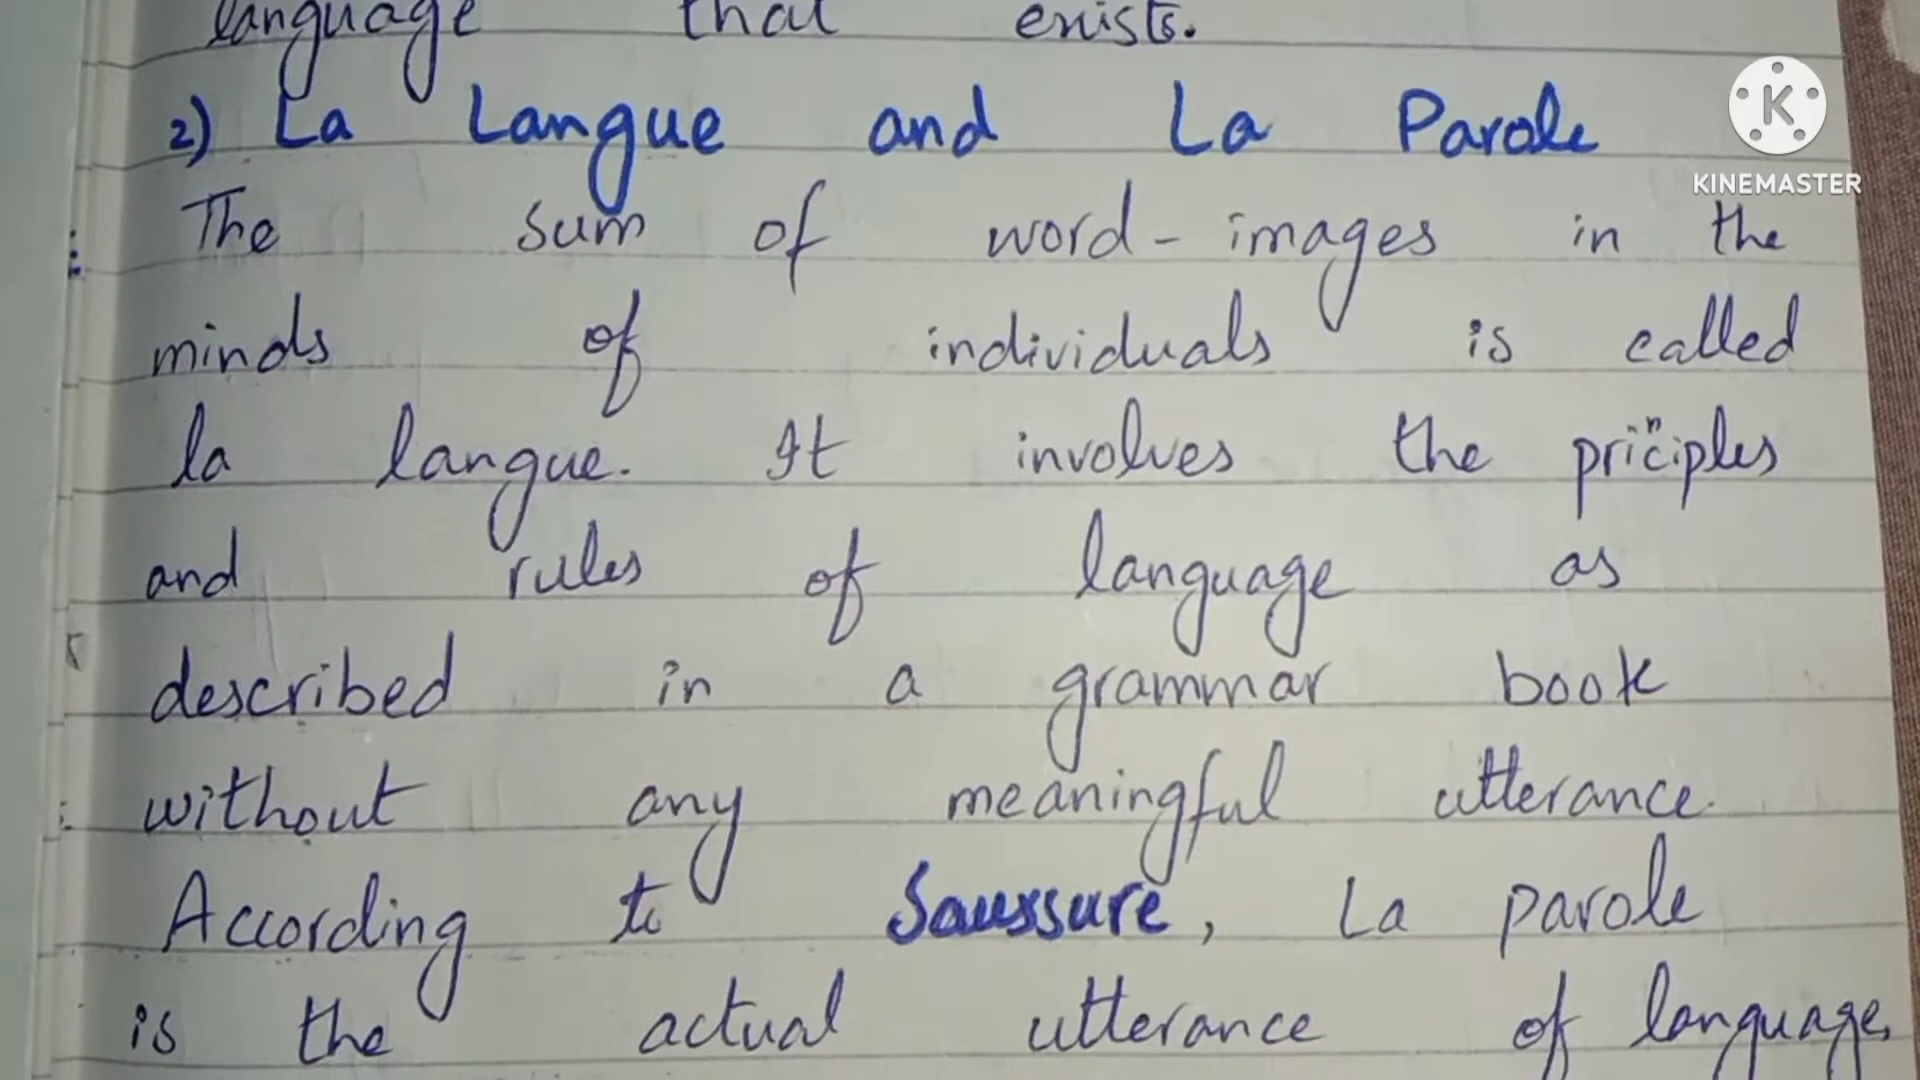 language that exists.
2) La Langue and La Parole
The sum of word-images in the
minds of individuals is called
la langue. It involves the principles
and rules of language as
described in a grammar book
without any meaningful utterance.
According to Saussure, La parole
is the actual utterance of language,
KINEMASTER